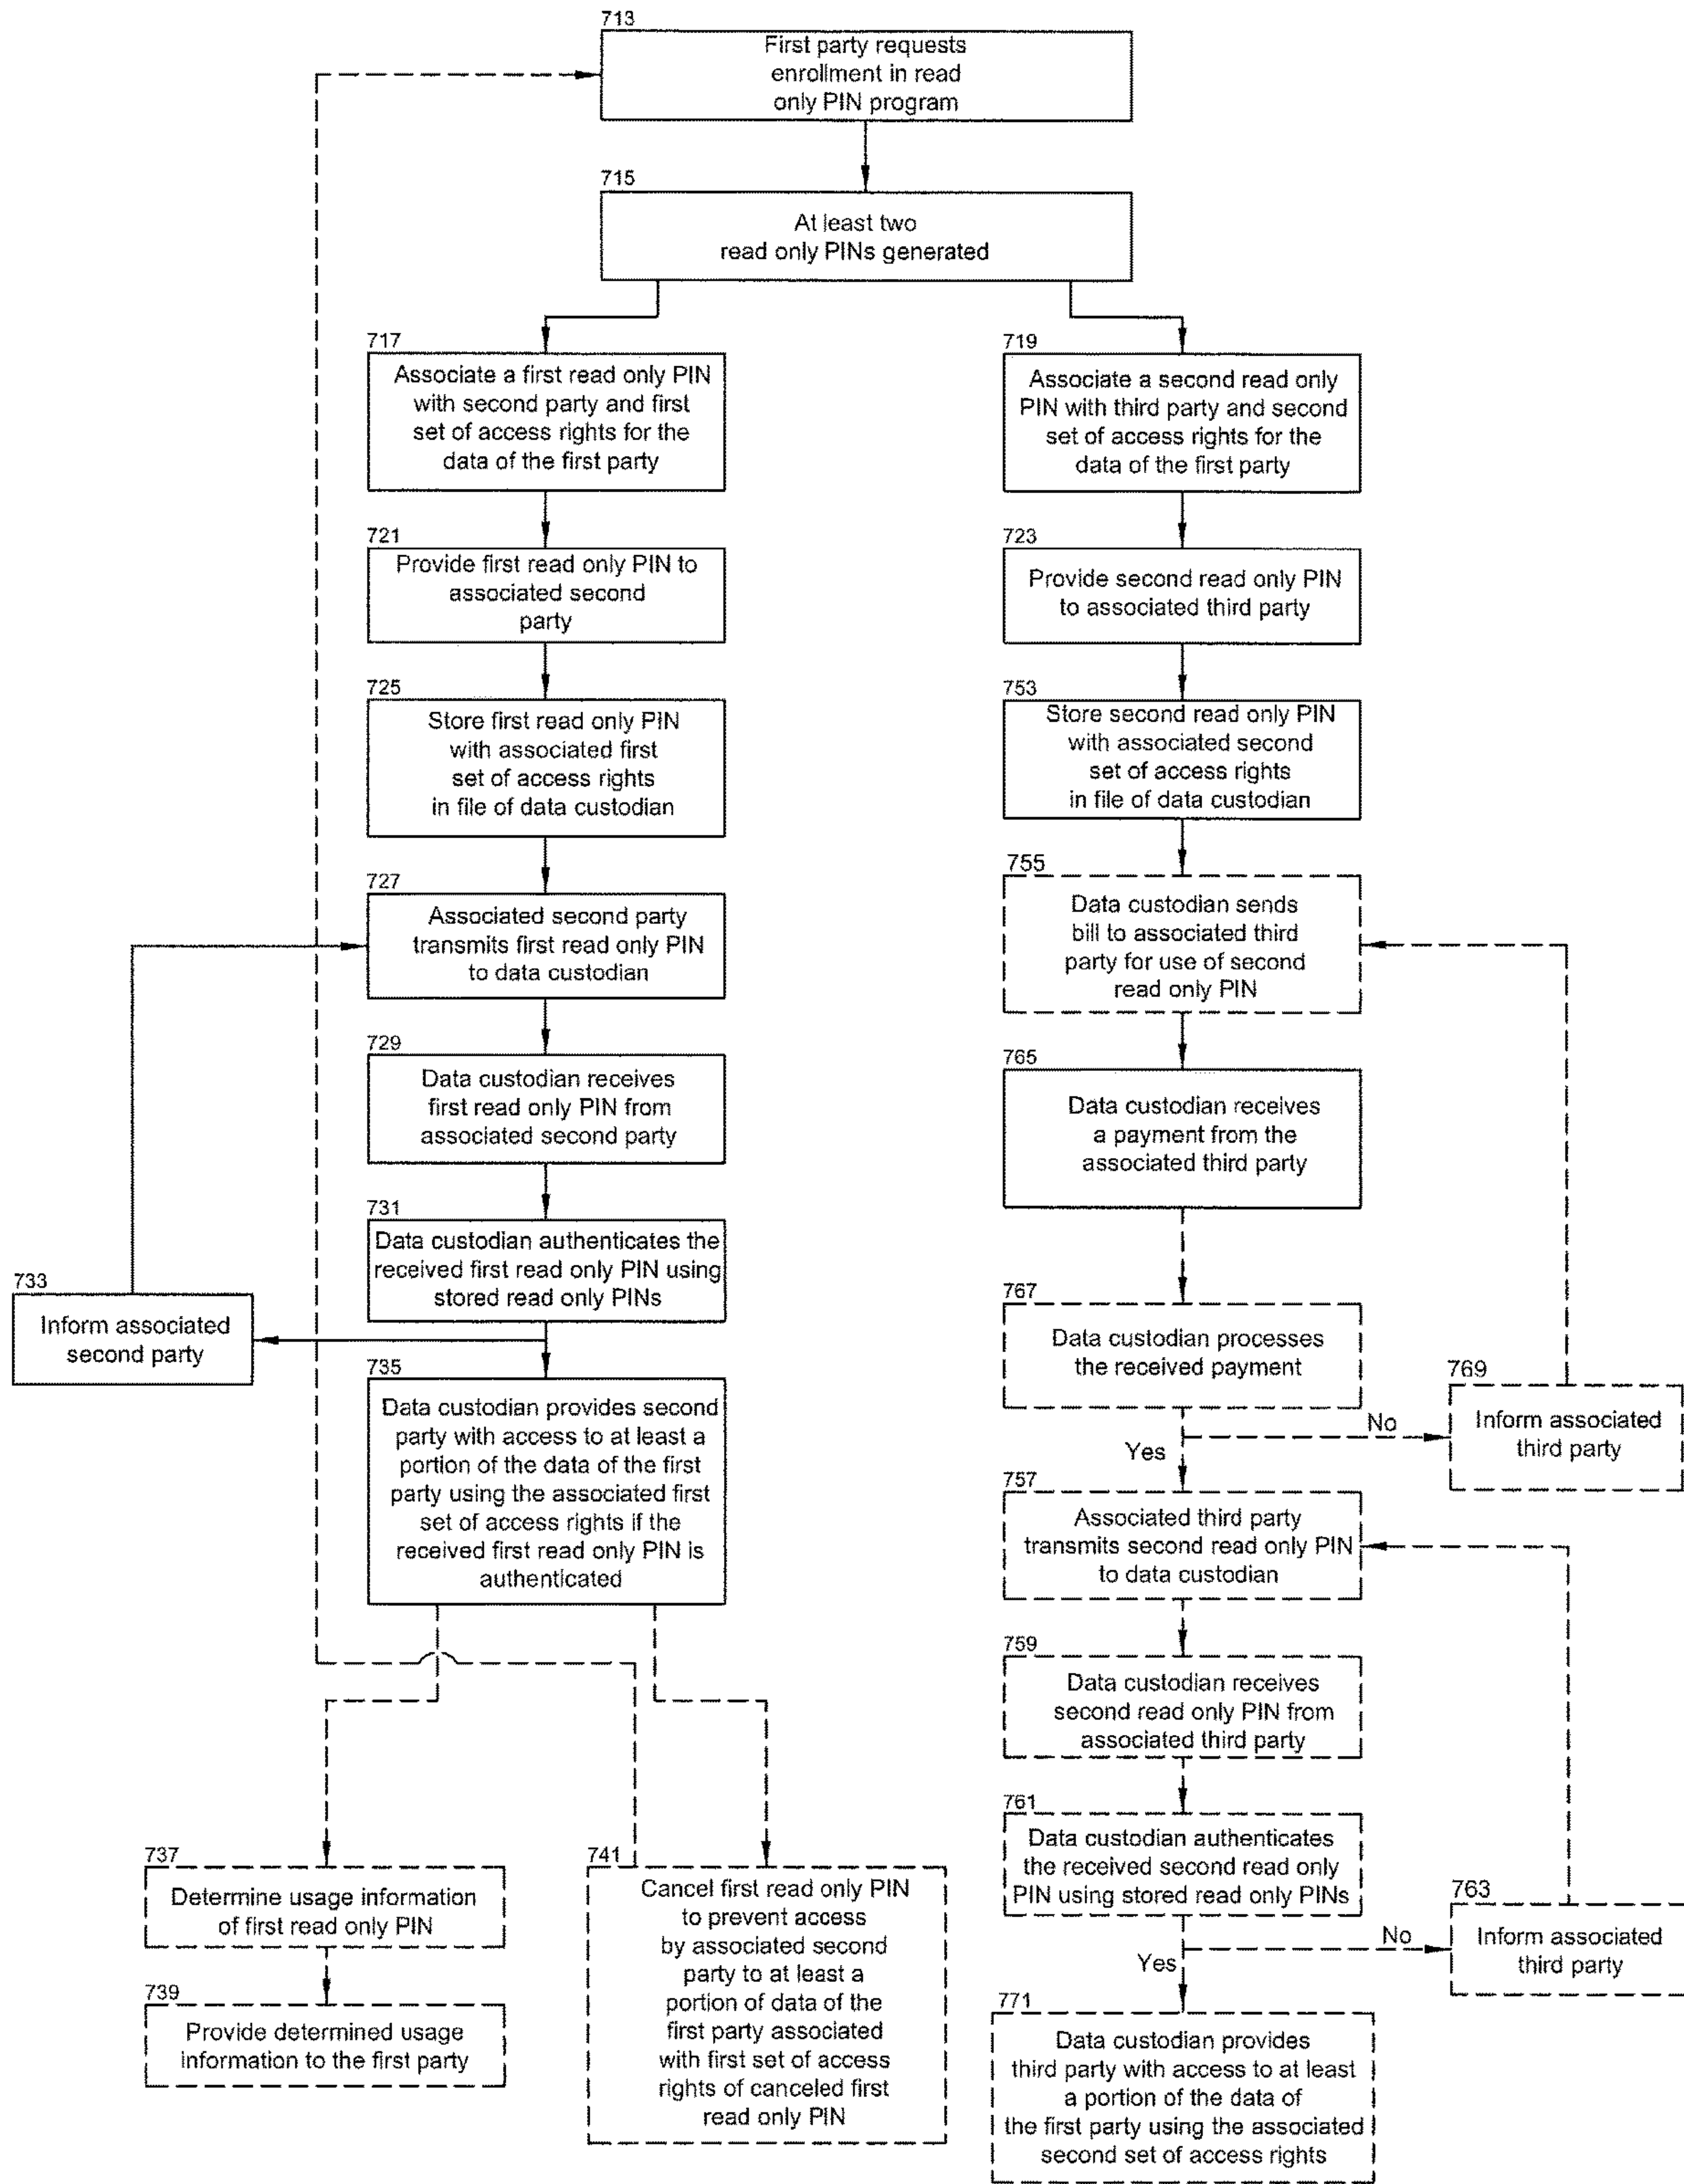 713
First party requests
enrollment in read
only PIN program
715
At least two
read only PINs generated
717
Associate a first read only PIN
with second party and first
set of access rights for the
data of the first party
719
Associate a second read only
PIN with third party and second
set of access rights for the
data of the first party
721
Provide first read only PIN to
associated second
party
723
Provide second read only PIN
to associated third party
725
Store first read only PIN
with associated first
set of access rights
in file of data custodian
753
Store second read only PIN
with associated second
set of access rights
in file of data custodian
727
Associated second party
transmits first read only PIN
to data custodian
755
Data custodian sends
bill to associated third
party for use of second
read only PIN
729
Data custodian receives
first read only PIN from
associated second party
765
Data custodian receives
a payment from the
associated third party
731
Data custodian authenticates the
received first read only PIN using
stored read only PINs
733
Inform associated
second party
767
Data custodian processes
the received payment
No
Yes
769
Inform associated
third party
735
Data custodian provides second
party with access to at least a
portion of the data of the first
party using the associated first
set of access rights if the
received first read only PIN is
authenticated
757
Associated third party
transmits second read only PIN
to data custodian
759
Data custodian receives
second read only PIN from
associated third party
761
Data custodian authenticates
the received second read only
PIN using stored read only PINs
No
Yes
763
Inform associated
third party
737
Determine usage information
of first read only PIN
739
Provide determined usage
information to the first party
741
Cancel first read only PIN
to prevent access
by associated second
party to at least a
portion of data of the
first party associated
with first set of access
rights of canceled first
read only PIN
771
Data custodian provides
third party with access to at least
a portion of the data of
the first party using the associated
second set of access rights